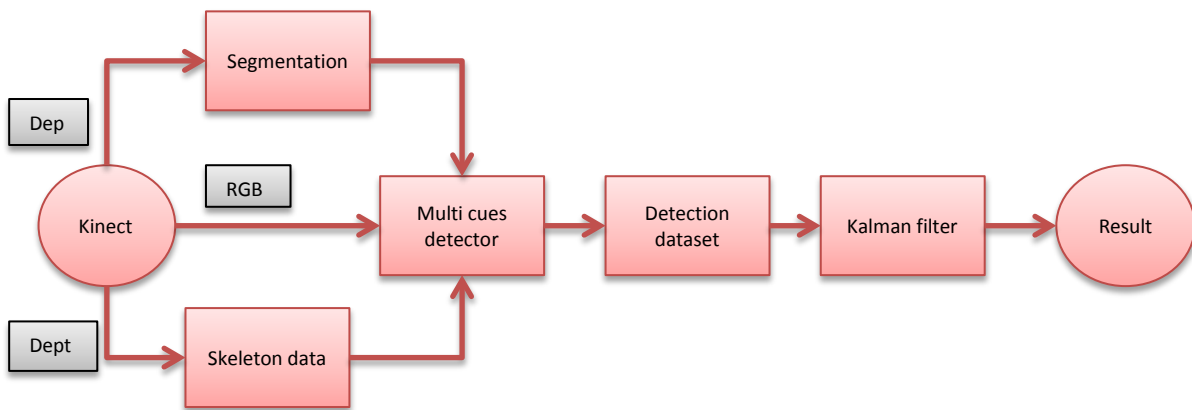 Segmentation
Dep
RGB
Kinect
Multi cues
detector
Detection
dataset
Kalman filter
Result
Dept
Skeleton data